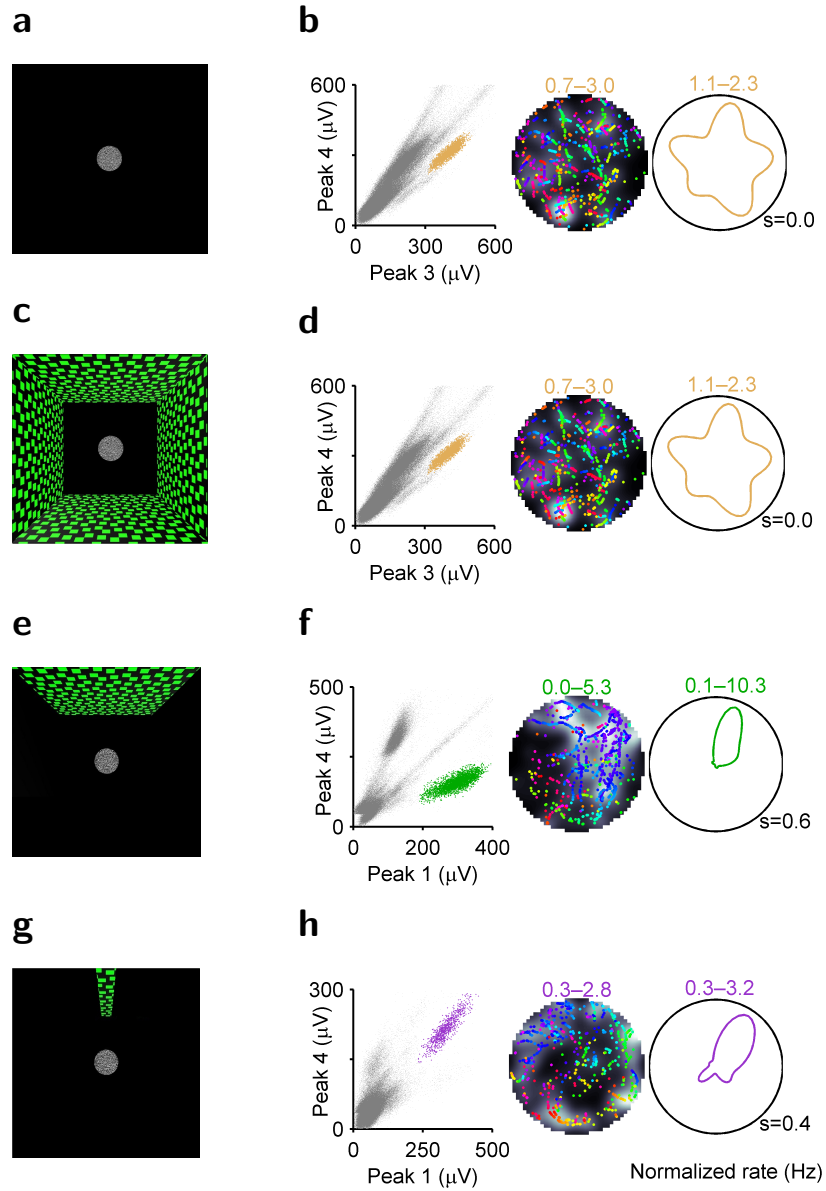 a
b
600
Peak 4 (μV)
0
0 300 600
Peak 3 (μV)
0.7–3.0
1.1–2.3
s=0.0
c
d
600
Peak 4 (μV)
0
0 300 600
Peak 3 (μV)
0.7–3.0
1.1–2.3
s=0.0
e
f
500
Peak 4 (μV)
0
0 200 400
Peak 1 (μV)
0.0–5.3
0.1–10.3
s=0.6
g
h
300
Peak 4 (μV)
0
0 250 500
Peak 1 (μV)
0.3–2.8
0.3–3.2
s=0.4
Normalized rate (Hz)